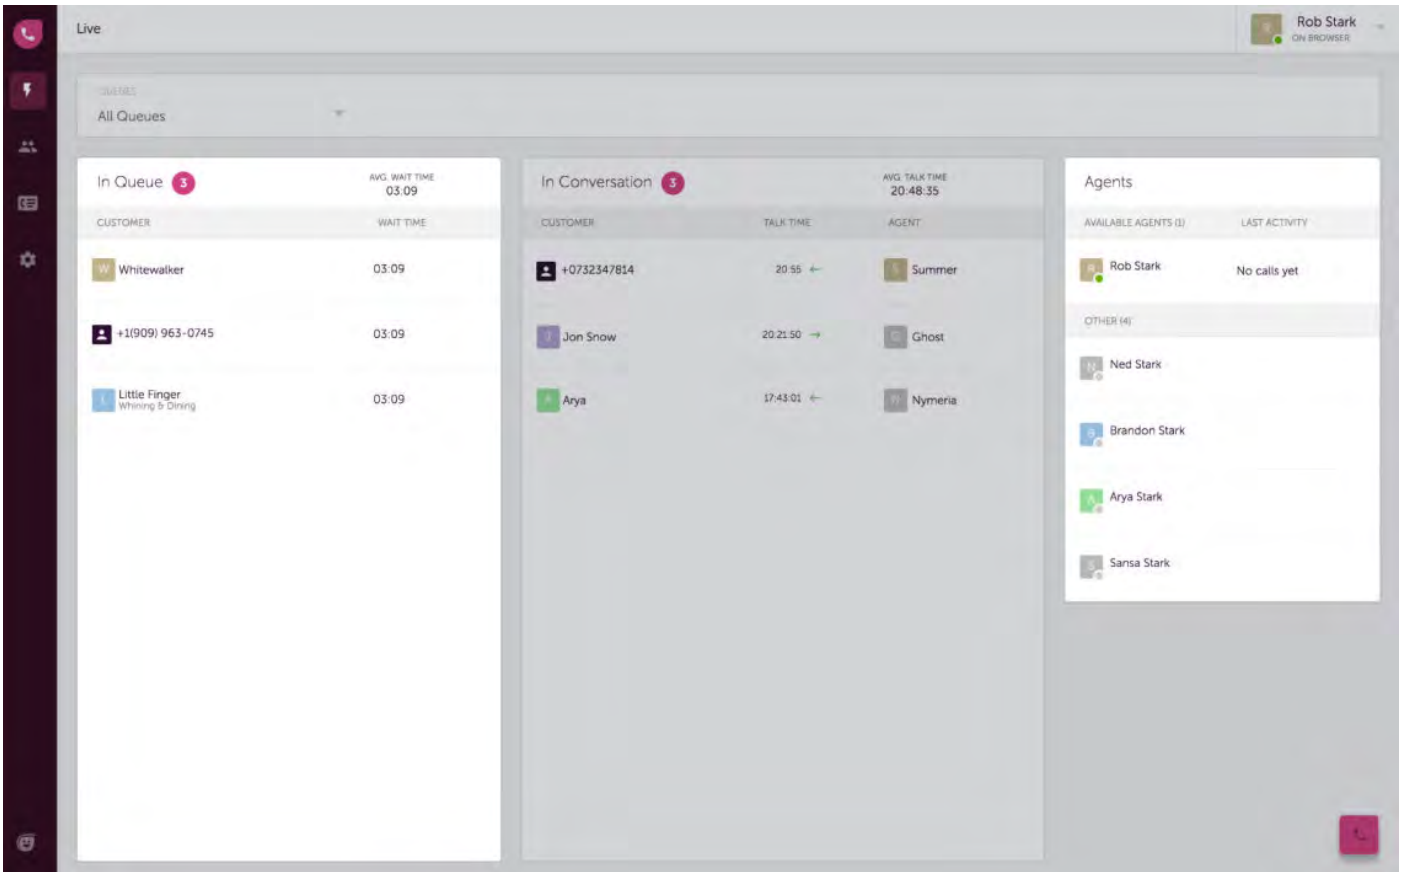 Live
Rob Stark
ON BROWSER
QUEUES
All Queues
In Queue 3
AVG. WAIT TIME
03:09
CUSTOMER WAIT TIME
W Whitewalker 03:09
+1(909) 963-0745 03:09
L Little Finger 03:09
Whining & Dining
In Conversation 3
AVG. TALK TIME
20:48:35
CUSTOMER TALK TIME AGENT
+0732347814 20:55 ← S Summer
J Jon Snow 20:21:50 → G Ghost
A Arya 17:43:01 ← N Nymeria
Agents
AVAILABLE AGENTS (1) LAST ACTIVITY
R Rob Stark No calls yet
OTHER (4)
N Ned Stark
B Brandon Stark
A Arya Stark
S Sansa Stark